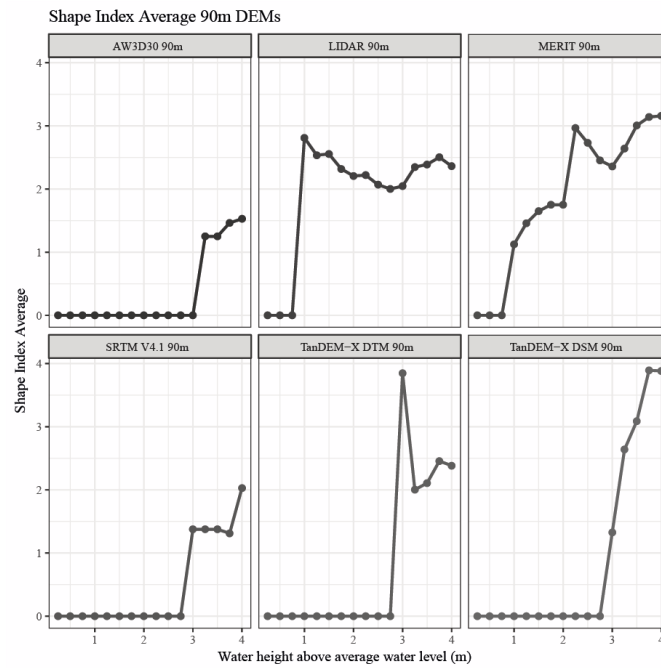 Shape Index Average 90m DEMs
AW3D30 90m
LIDAR 90m
MERIT 90m
4
3
2
1
0
SRTM V4.1 90m
TanDEM−X DTM 90m
TanDEM−X DSM 90m
4
3
2
1
0
1 2 3 4
1 2 3 4
1 2 3 4
Shape Index Average
Water height above average water level (m)